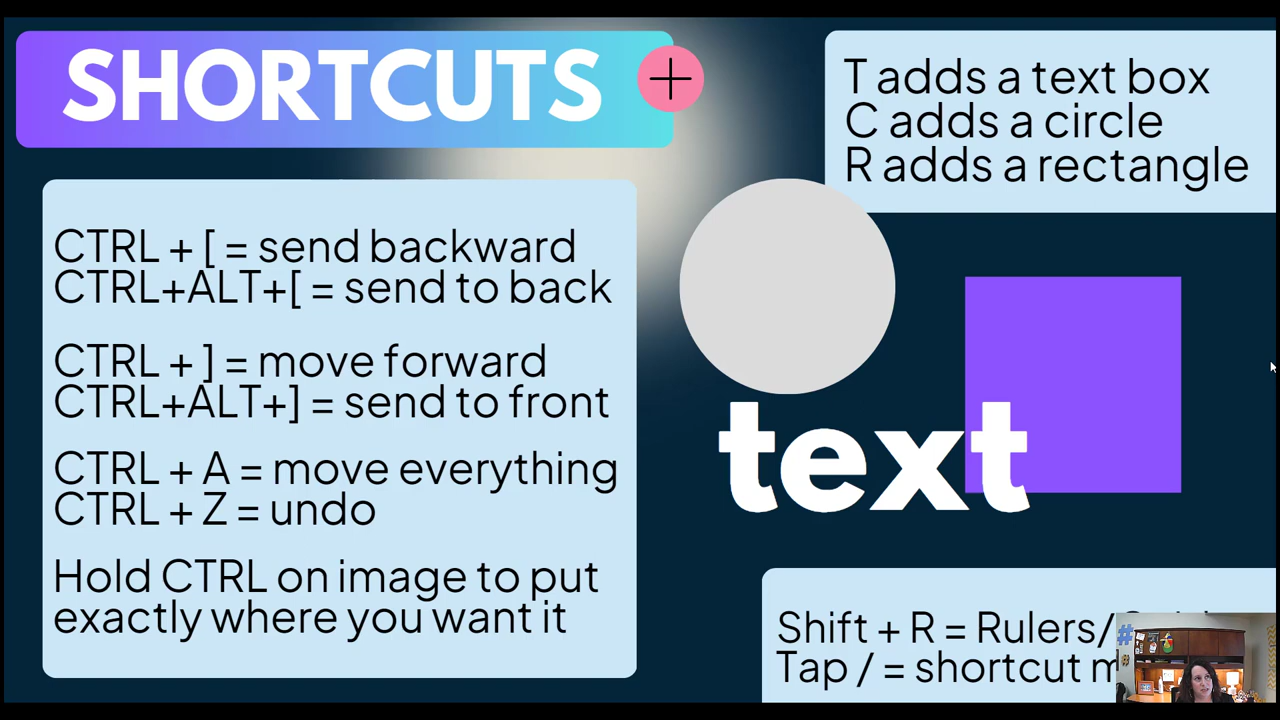 SHORTCUTS
CTRL + [ = send backward
CTRL+ALT+[ = send to back
CTRL + ] = move forward
CTRL+ALT+] = send to front
CTRL + A = move everything
CTRL + Z = undo
Hold CTRL on image to put
exactly where you want it
T adds a text box
C adds a circle
R adds a rectangle
text
Shift + R = Rulers/
Tap / = shortcut
#